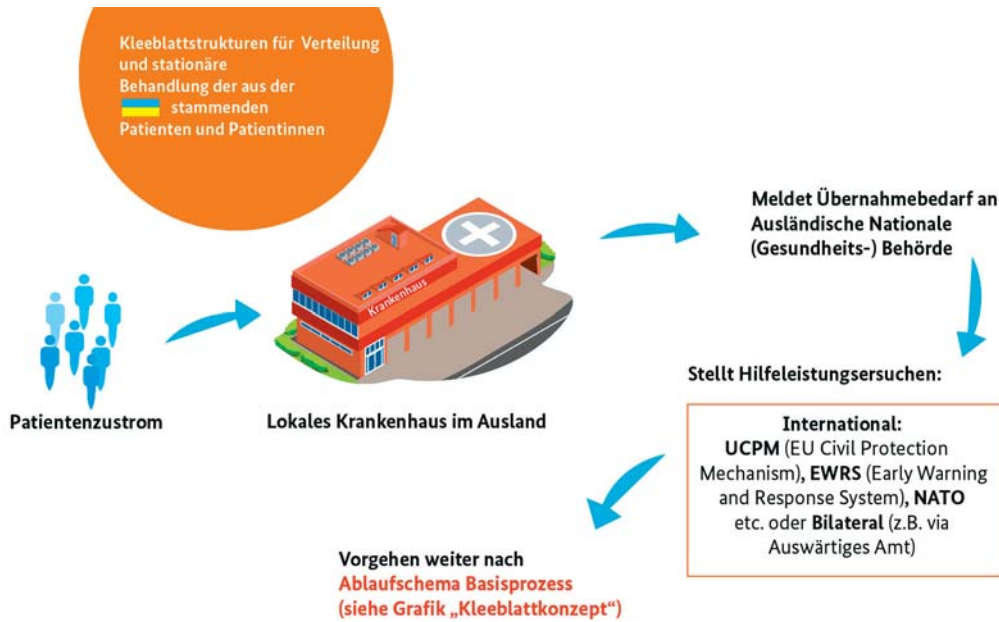 Kleeblattstrukturen für Verteilung
und stationäre
Behandlung der aus der
stammenden
Patienten und Patientinnen
Patientenzustrom
Krankenhaus
Lokales Krankenhaus im Ausland
Meldet Übernahmebedarf an
Ausländische Nationale
(Gesundheits-) Behörde
Stellt Hilfeleistungsersuchen:
International:
UCPM (EU Civil Protection
Mechanism), EWRS (Early Warning
and Response System), NATO
etc. oder Bilateral (z.B. via
Auswärtiges Amt)
Vorgehen weiter nach
Ablaufschema Basisprozess
(siehe Grafik „Kleeblattkonzept“)